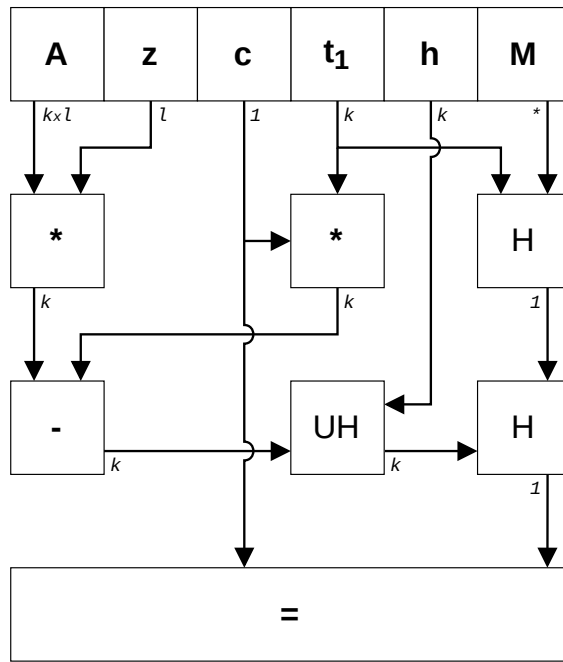 A z c t₁ h M
k×l l 1 k k *
* * H
k k 1
- UH H
k k 1
=